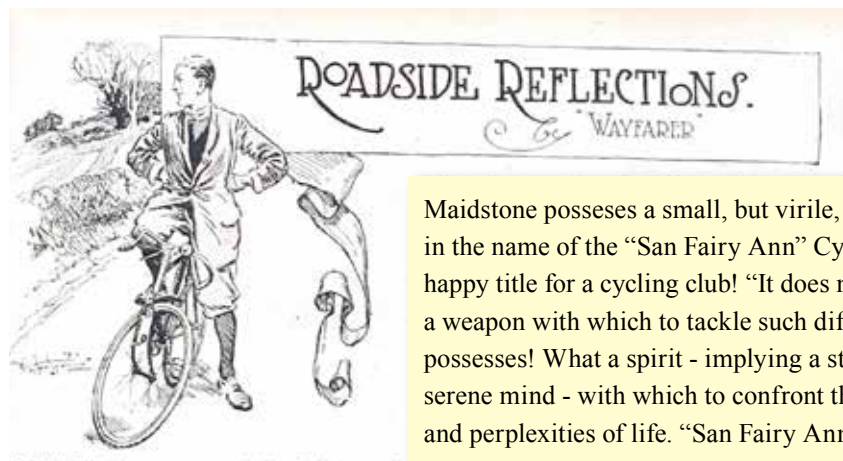 ROADSIDE REFLECTIONS.
by "WAYFARER"
Maidstone posseses a small, but virile,
in the name of the “San Fairy Ann” Cy
happy title for a cycling club! “It does
a weapon with which to tackle such dif
possesses! What a spirit - implying a st
serene mind - with which to confront th
and perplexities of life. “San Fairy Ann